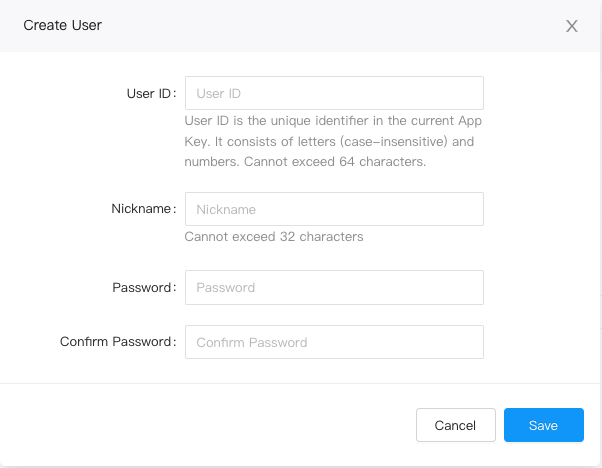 Create User
X
User ID:
User ID
User ID is the unique identifier in the current App
Key. It consists of letters (case-insensitive) and
numbers. Cannot exceed 64 characters.
Nickname:
Nickname
Cannot exceed 32 characters
Password:
Password
Confirm Password:
Confirm Password
Cancel
Save